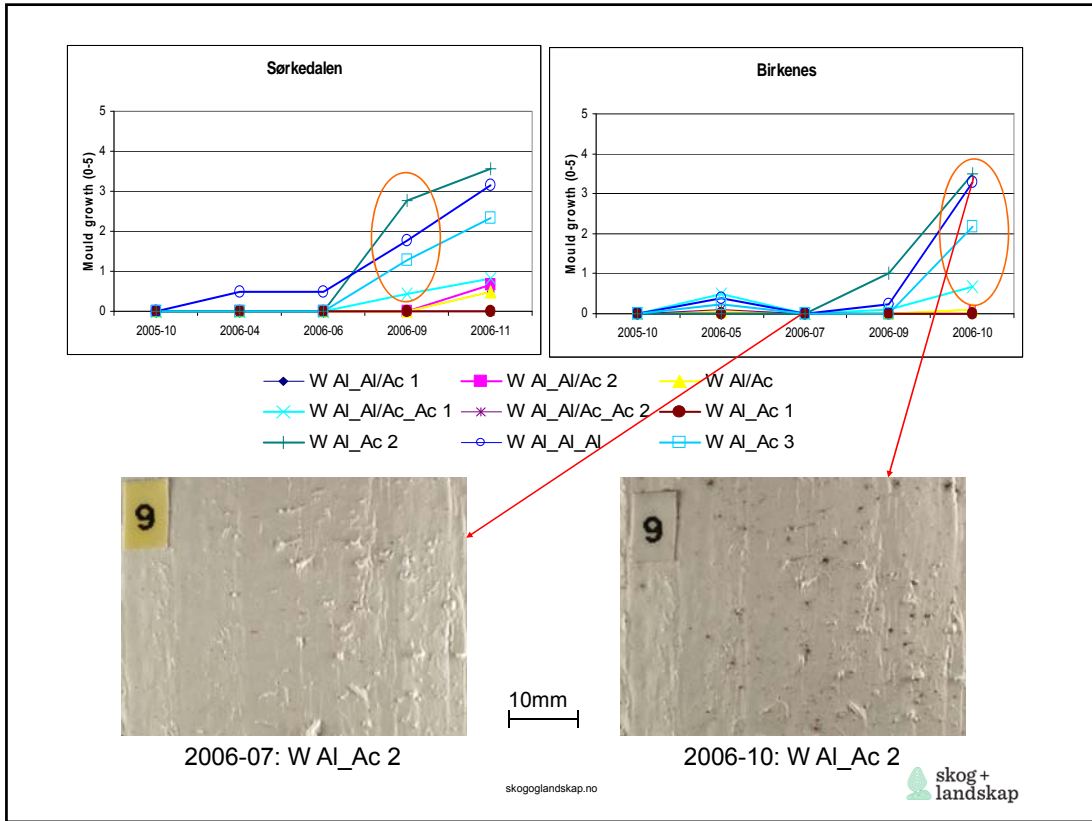 Sørkedalen
Mould growth (0-5)
5
4
3
2
1
0
2005-10 2006-04 2006-06 2006-09 2006-11
Birkenes
Mould growth (0-5)
5
4
3
2
1
0
2005-10 2006-05 2006-07 2006-09 2006-10
W Al_Al/Ac 1 W Al_Al/Ac 2 W Al/Ac
W Al_Al/Ac_Ac 1 W Al_Al/Ac_Ac 2 W Al_Ac 1
W Al_Ac 2 W Al_Al_Al W Al_Ac 3
9
9
10mm
2006-07: W Al_Ac 2
2006-10: W Al_Ac 2
skogoglandskap.no
skog +
landskap